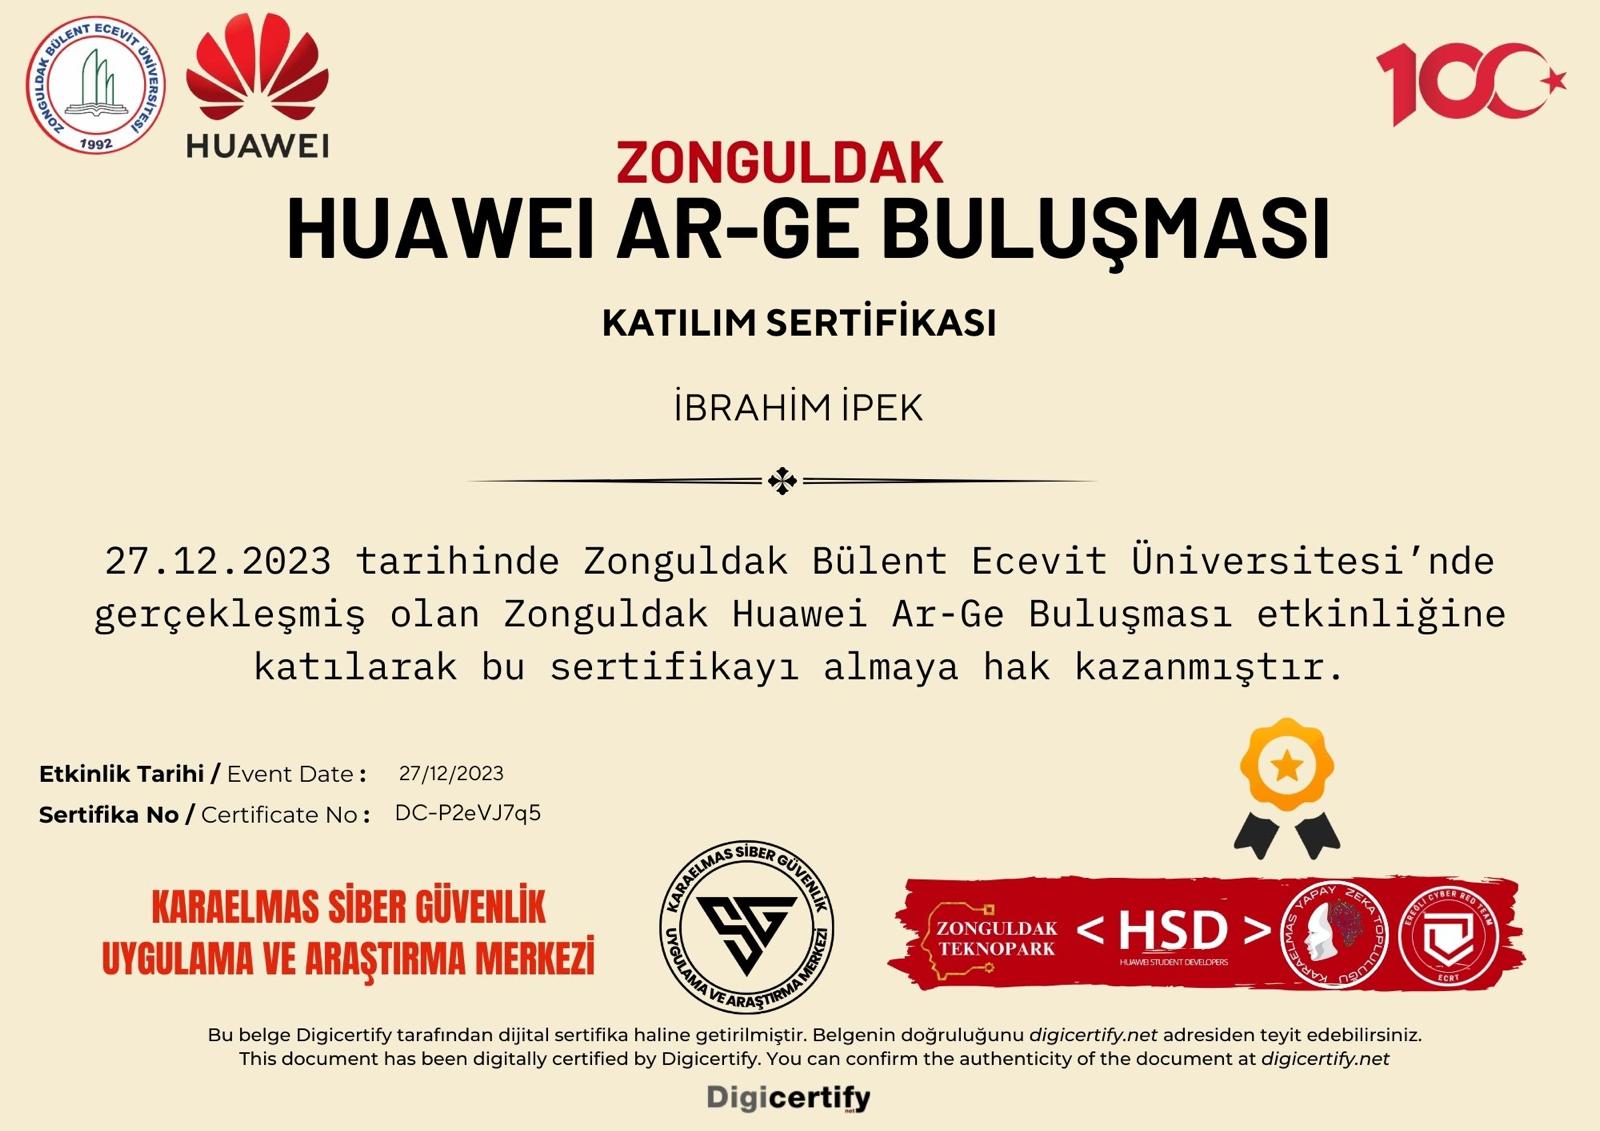 ZONGULDAK BÜLENT ECEVİT ÜNİVERSİTESİ
1992
HUAWEI
100
ZONGULDAK
HUAWEI AR-GE BULUŞMASI
KATILIM SERTİFİKASI
İBRAHİM İPEK
27.12.2023 tarihinde Zonguldak Bülent Ecevit Üniversitesi’nde
gerçekleşmiş olan Zonguldak Huawei Ar-Ge Buluşması etkinliğine
katılarak bu sertifikayı almaya hak kazanmıştır.
Etkinlik Tarihi / Event Date : 27/12/2023
Sertifika No / Certificate No : DC-P2eVJ7q5
KARAELMAS SİBER GÜVENLİK
UYGULAMA VE ARAŞTIRMA MERKEZİ
KARAELMAS SİBER GÜVENLİK
SG
UYGULAMA VE ARAŞTIRMA MERKEZİ
ZONGULDAK
TEKNOPARK
< HSD >
HUAWEI STUDENT DEVELOPERS
KARAELMAS YAPAY ZEKA TOPLULUĞU
EREĞLİ CYBER RED TEAM
ECRT
Bu belge Digicertify tarafından dijital sertifika haline getirilmiştir. Belgenin doğruluğunu digicertify.net adresiden teyit edebilirsiniz.
This document has been digitally certified by Digicertify. You can confirm the authenticity of the document at digicertify.net
Digicertify
.net